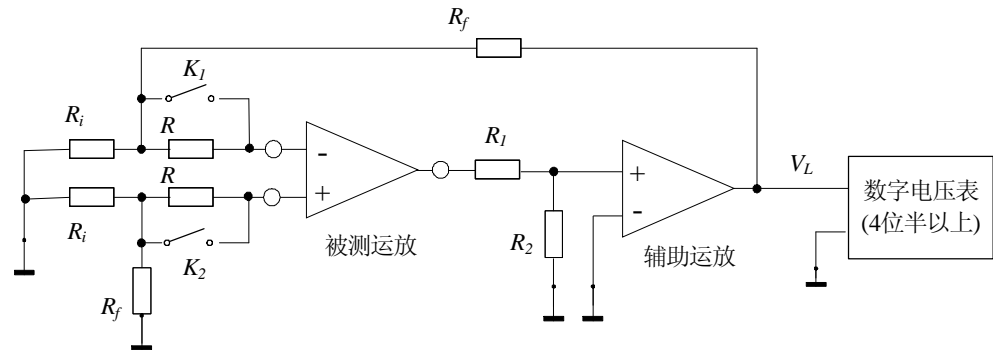 R_f
K_1
R_i
R
R_1
-
+
V_L
数字电压表
(4位半以上)
R
+
-
R_i
K_2
被测运放
R_2
辅助运放
R_f